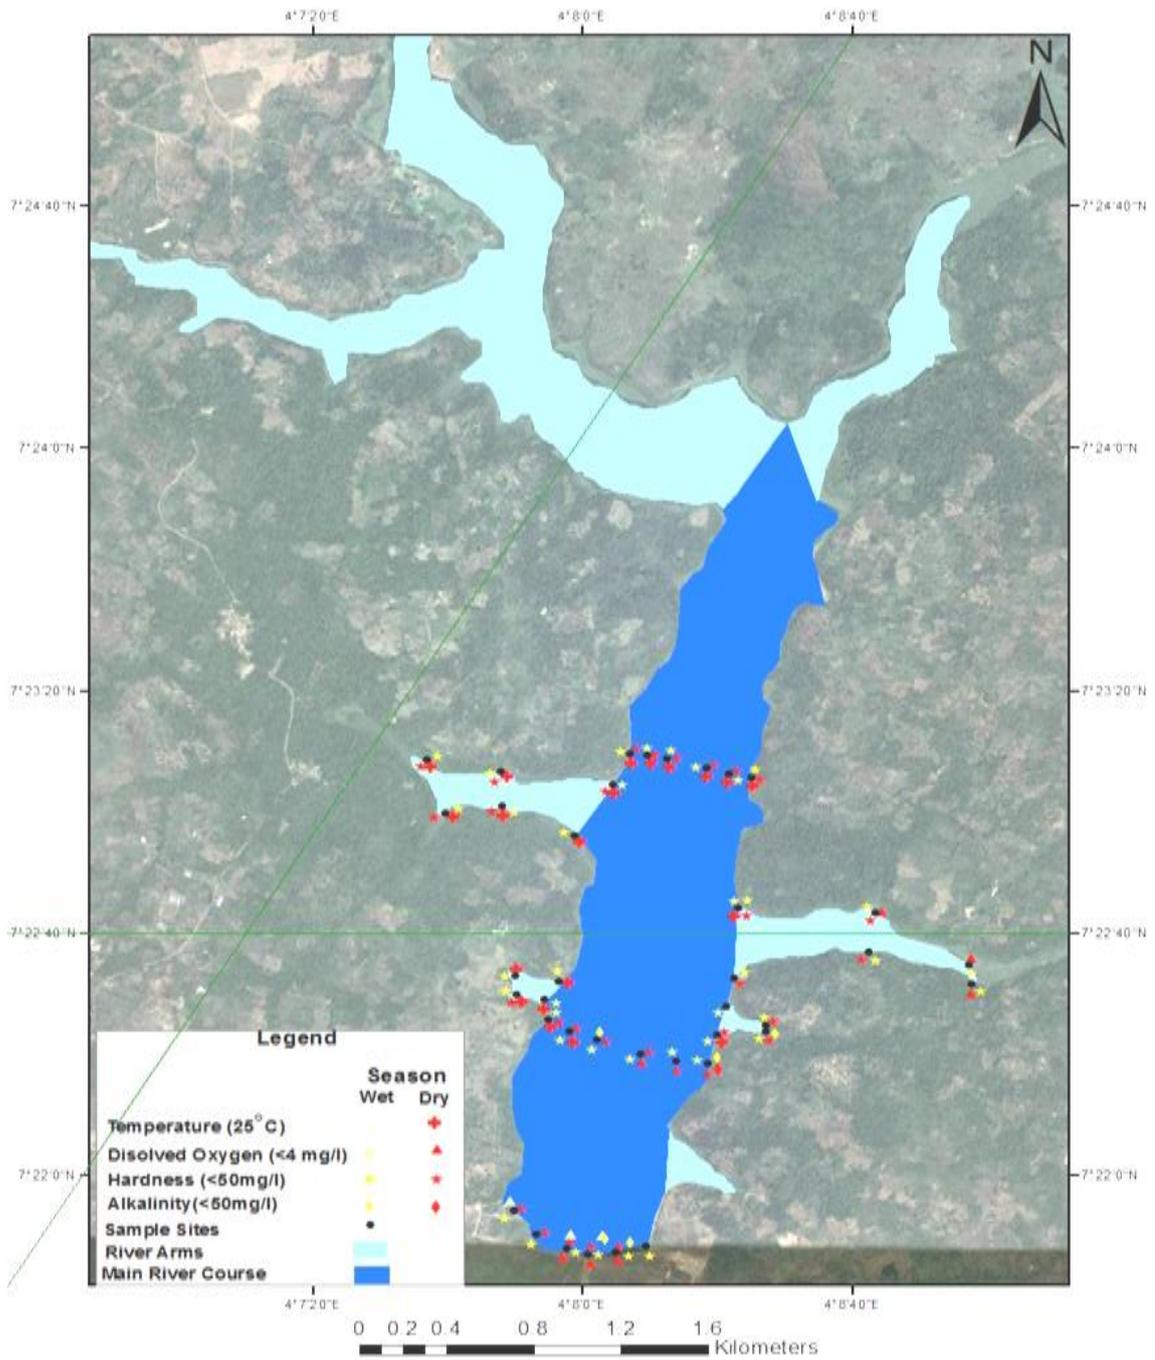 4°7'20"E 4°8'0"E 4°8'40"E
N
7°24'40"N 7°24'40"N
7°24'0"N 7°24'0"N
7°23'20"N 7°23'20"N
7°22'40"N 7°22'40"N
7°22'0"N 7°22'0"N
Legend
Season
Wet Dry
Temperature (25°C)
Disolved Oxygen (<4 mg/l)
Hardness (<50mg/l)
Alkalinity(<50mg/l)
Sample Sites
River Arms
Main River Course
4°7'20"E 4°8'0"E 4°8'40"E
0 0.2 0.4 0.8 1.2 1.6
Kilometers